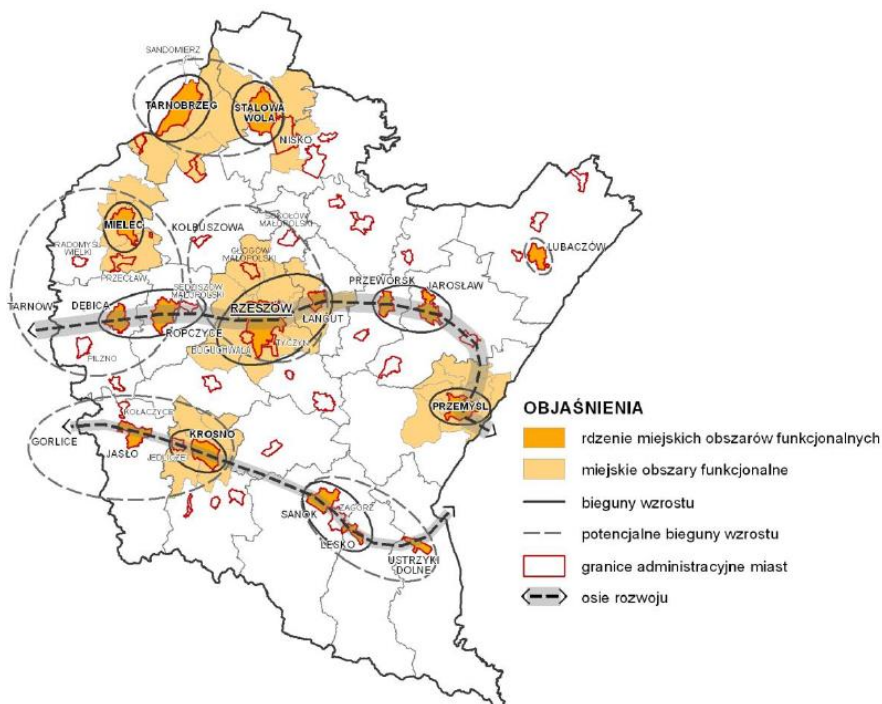 SANDOMIERZ
TARNOBRZEG
STALOWA
WOLA
NISKO
MIELEC
RADOMYŚL
WIELKI
PRZECŁAW
KOLBUSZOWA
SOKOŁÓW
MAŁOPOLSKI
GŁOGÓW
MAŁOPOLSKI
LUBACZÓW
TARNÓW
DĘBICA
SĘDZISZÓW
MAŁOPOLSKI
ROPCZYCE
RZESZÓW
ŁAŃCUT
PRZEWORSK
JAROSŁAW
BOGUCHWAŁA
TYCZYN
PILZNO
PRZEMYŚL
KOŁACZYCE
GORLICE
JASŁO
JEDLICZE
KROSNO
SANOK
ZAGÓRZ
LESKO
USTRZYKI
DOLNE
OBJAŚNIENIA
rdzenie miejskich obszarów funkcjonalnych
miejskie obszary funkcjonalne
bieguny wzrostu
potencjalne bieguny wzrostu
granice administracyjne miast
osie rozwoju